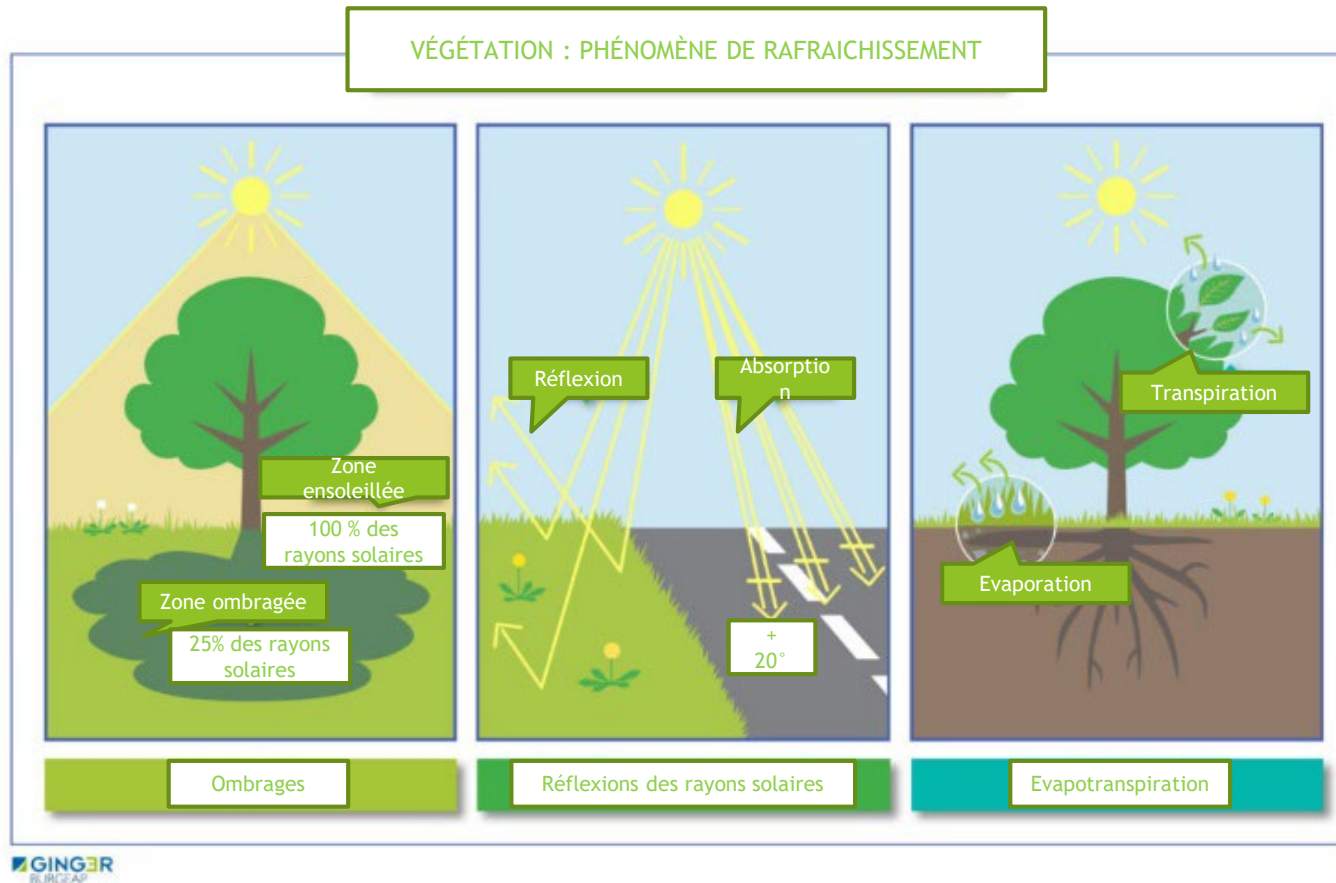 VÉGÉTATION : PHÉNOMÈNE DE RAFRAICHISSEMENT
Zone
ensoleillée
100 % des
rayons solaires
Zone ombragée
25% des rayons
solaires
Ombrages
Réflexion
Absorptio
n
+
20°
Réflexions des rayons solaires
Transpiration
Evaporation
Evapotranspiration
GINGER
BURGEAP